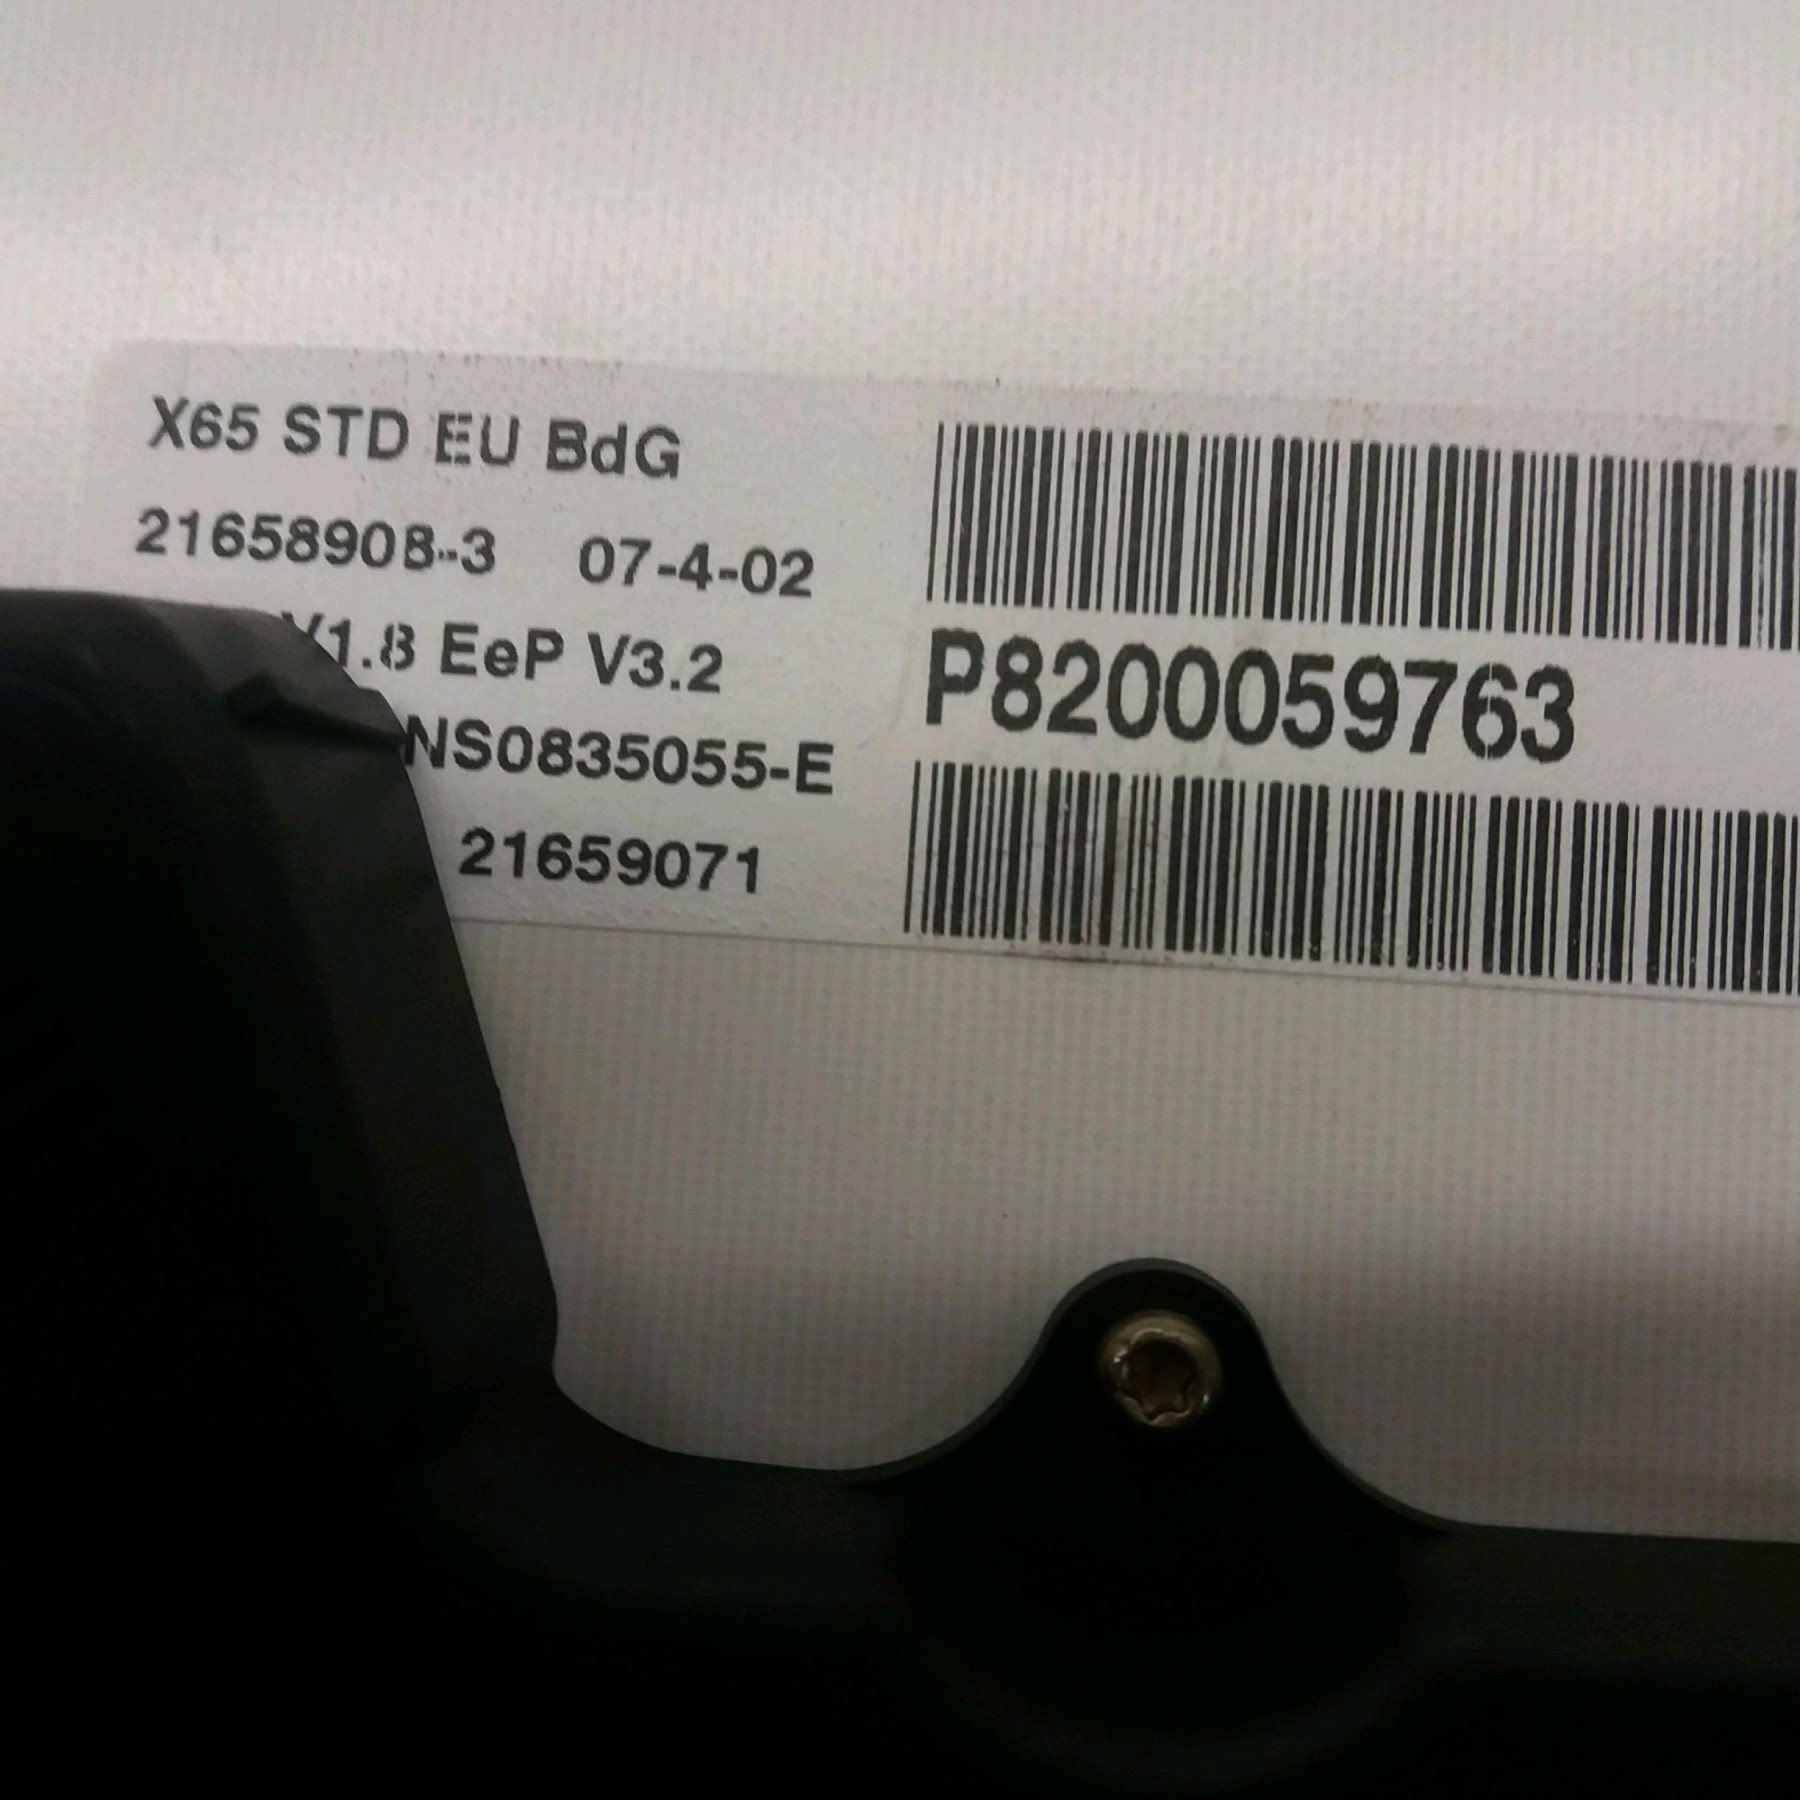 X65 STD EU BdG
21658908-3 07-4-02
V1.8 EeP V3.2
NS0835055-E
21659071
P8200059763